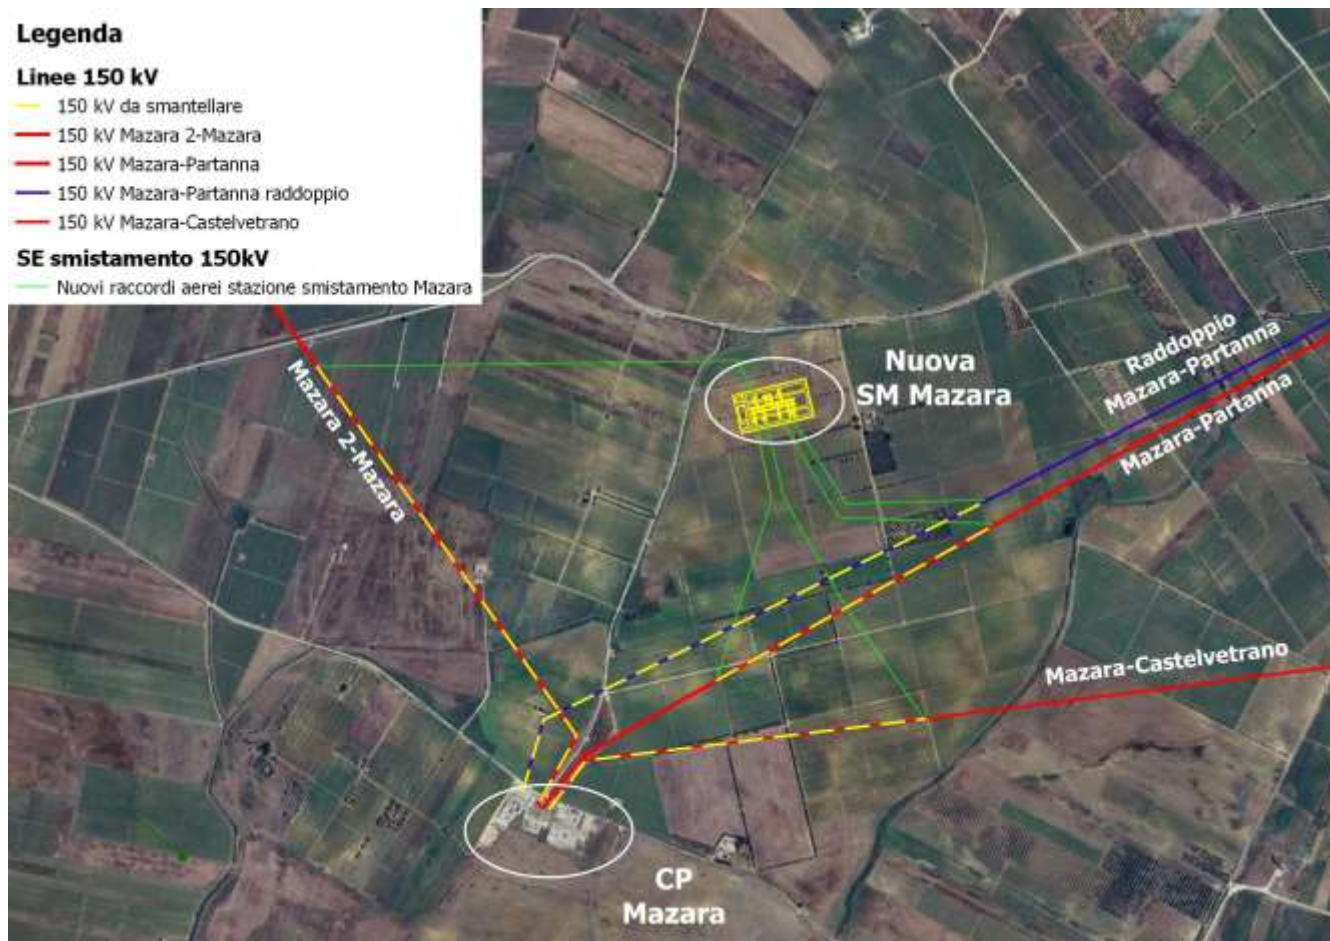 Legenda
Linee 150 kV
150 kV da smantellare
150 kV Mazara 2-Mazara
150 kV Mazara-Partanna
150 kV Mazara-Partanna raddoppio
150 kV Mazara-Castelvetrano
SE smistamento 150kV
Nuovi raccordi aerei stazione smistamento Mazara
Mazara 2-Mazara
Nuova
SM Mazara
Raddoppio
Mazara-Partanna
Mazara-Partanna
Mazara-Castelvetrano
CP
Mazara